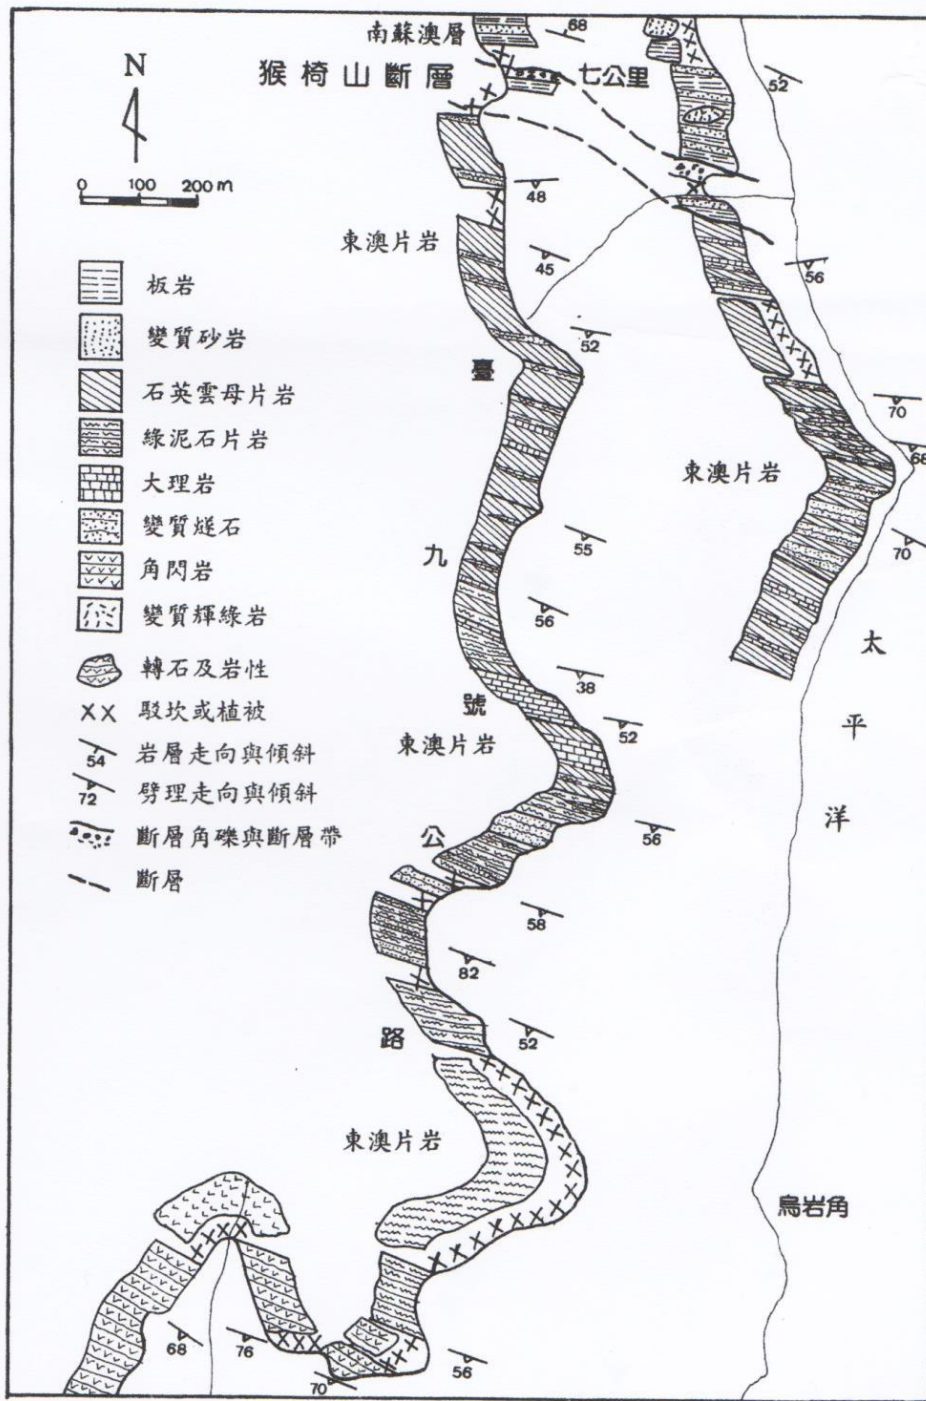 南蘇澳層
68
N
猴椅山斷層
七公里
52
0 100 200 m
48
東澳片岩
45
56
板岩
變質砂岩
52
臺
石英雲母片岩
70
綠泥石片岩
68
東澳片岩
大理岩
變質燧石
55
70
九
角閃岩
變質輝綠岩
56
太
轉石及岩性
38
號
駁坎或植被
52
平
東澳片岩
54 岩層走向與傾斜
72 劈理走向與傾斜
洋
公
56
斷層角礫與斷層帶
斷層
58
82
路
52
東澳片岩
烏岩角
68
76
56
70